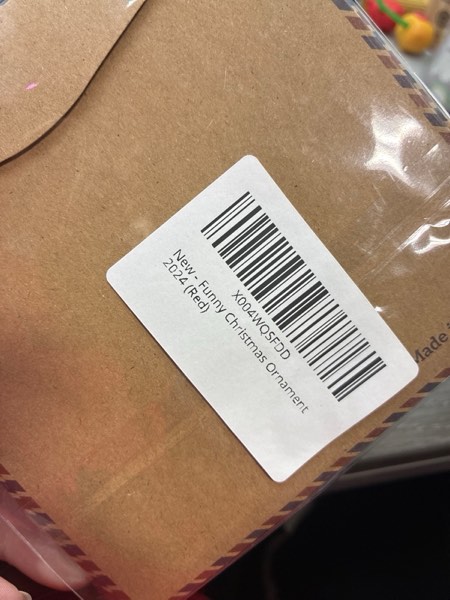 X004WQSFDD
New - Funny Christmas Ornament
2024 (Red)
Made